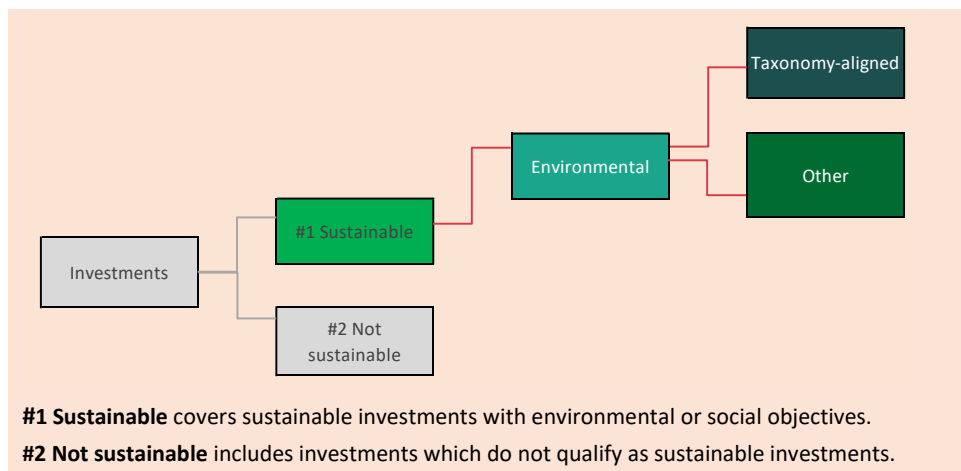 Taxonomy-aligned
Environmental
Other
#1 Sustainable
Investments
#2 Not
sustainable
#1 Sustainable covers sustainable investments with environmental or social objectives.
#2 Not sustainable includes investments which do not qualify as sustainable investments.